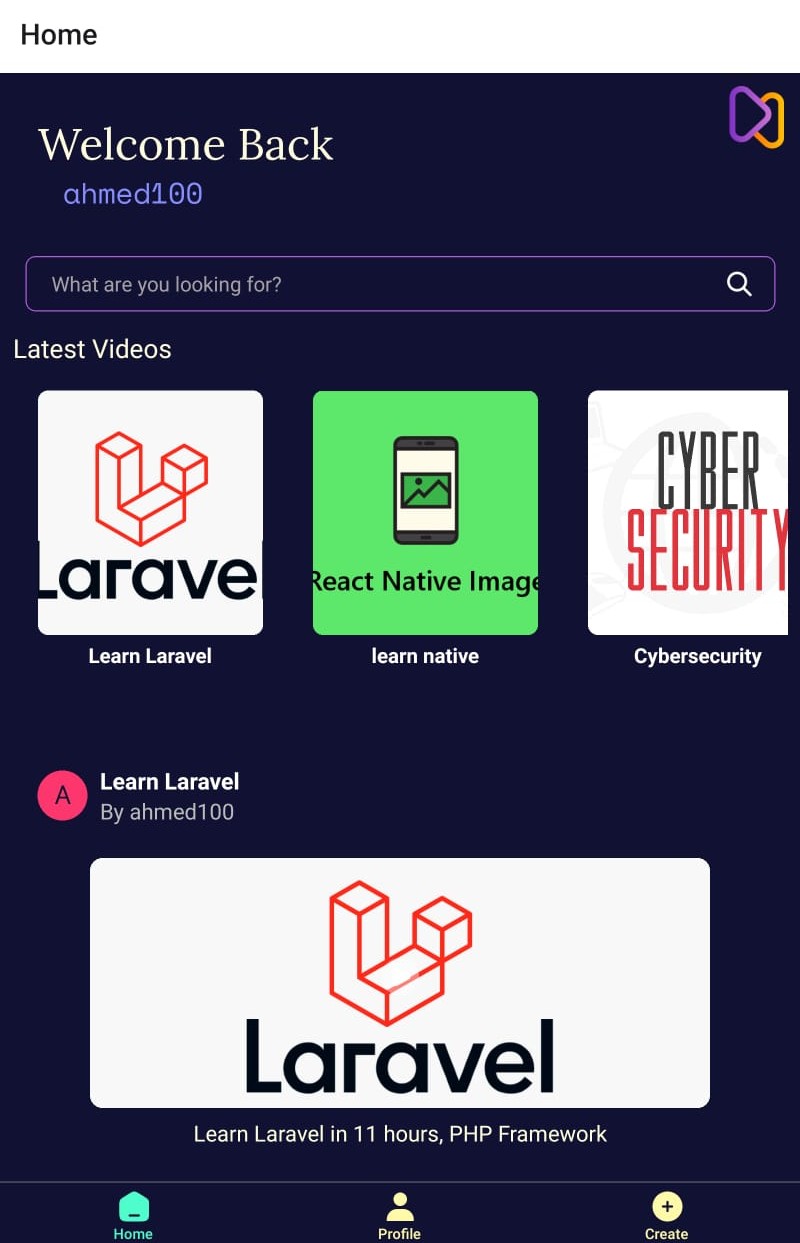 Home
Welcome Back
ahmed100
What are you looking for?
Latest Videos
Laravel
React Native Image
CYBER
SECURITY
Learn Laravel
learn native
Cybersecurity
A
Learn Laravel
By ahmed100
Laravel
Learn Laravel in 11 hours, PHP Framework
Home
Profile
Create